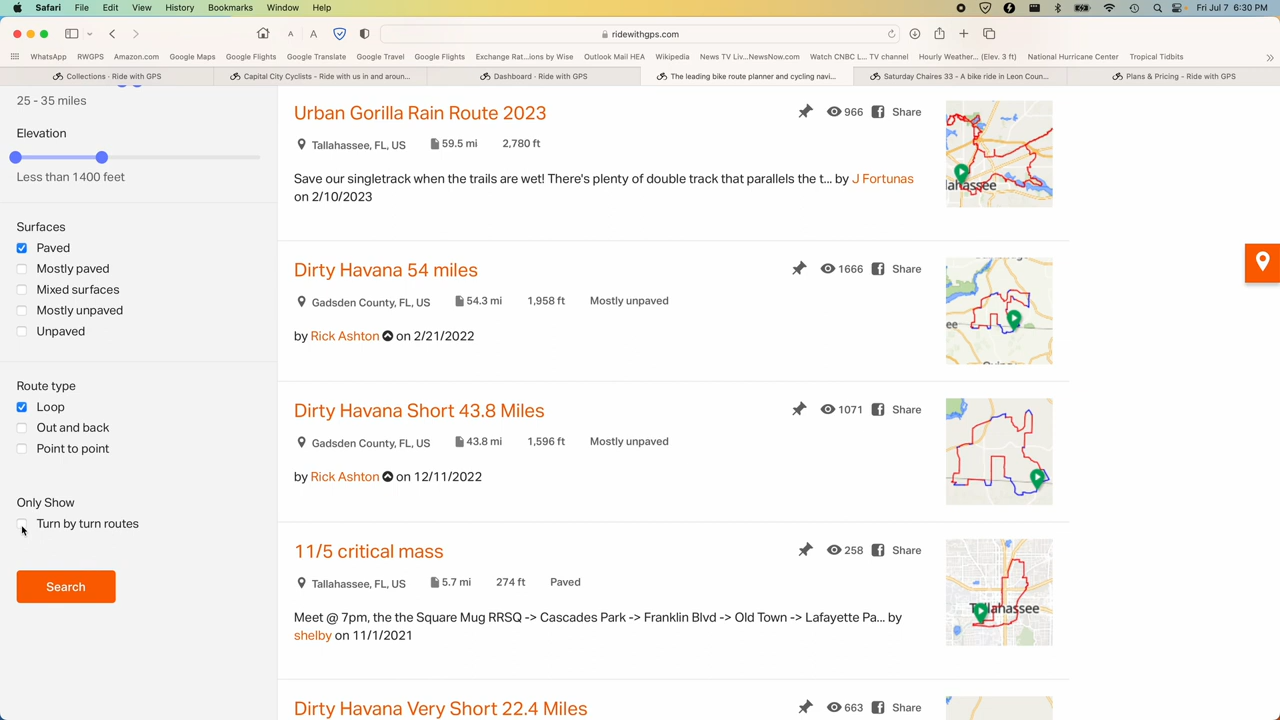 Safari File Edit View History Bookmarks Window Help Fri Jul 7 6:30 PM
A A ridewithgps.com
WhatsApp RWGPS Amazon.com Google Maps Google Flights Google Translate Google Travel Google Flights Exchange Rat...ions by Wise Outlook Mail HEA Wikipedia News TV Liv...NewsNow.com Watch CNBC L... TV channel Hourly Weather... (Elev. 3 ft) National Hurricane Center Tropical Tidbits
Collections · Ride with GPS Capital City Cyclists – Ride with us in and aroun... Dashboard · Ride with GPS The leading bike route planner and cycling navi... Saturday Chaires 33 - A bike ride in Leon Coun... Plans & Pricing - Ride with GPS
25 - 35 miles
Elevation
Less than 1400 feet
Surfaces
Paved
Mostly paved
Mixed surfaces
Mostly unpaved
Unpaved
Route type
Loop
Out and back
Point to point
Only Show
Turn by turn routes
Search
Urban Gorilla Rain Route 2023 966 Share
Tallahassee, FL, US 59.5 mi 2,780 ft
Save our singletrack when the trails are wet! There's plenty of double track that parallels the t... by J Fortunas
on 2/10/2023
lahassee
Dirty Havana 54 miles 1666 Share
Gadsden County, FL, US 54.3 mi 1,958 ft Mostly unpaved
by Rick Ashton on 2/21/2022
ee
Dirty Havana Short 43.8 Miles 1071 Share
Gadsden County, FL, US 43.8 mi 1,596 ft Mostly unpaved
by Rick Ashton on 12/11/2022
11/5 critical mass 258 Share
Tallahassee, FL, US 5.7 mi 274 ft Paved
Meet @ 7pm, the the Square Mug RRSQ -> Cascades Park -> Franklin Blvd -> Old Town -> Lafayette Pa... by
shelby on 11/1/2021
Tallahassee
Dirty Havana Very Short 22.4 Miles 663 Share